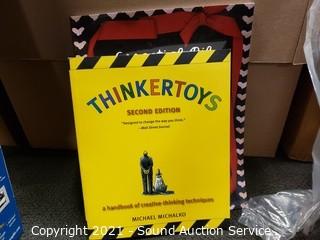 THINKERTOYS
SECOND EDITION
"Designed to change the way you think."
—Wall Street Journal
a handbook of creative-thinking techniques
MICHAEL MICHALKO
Copyright 2021 - Sound Auction Service